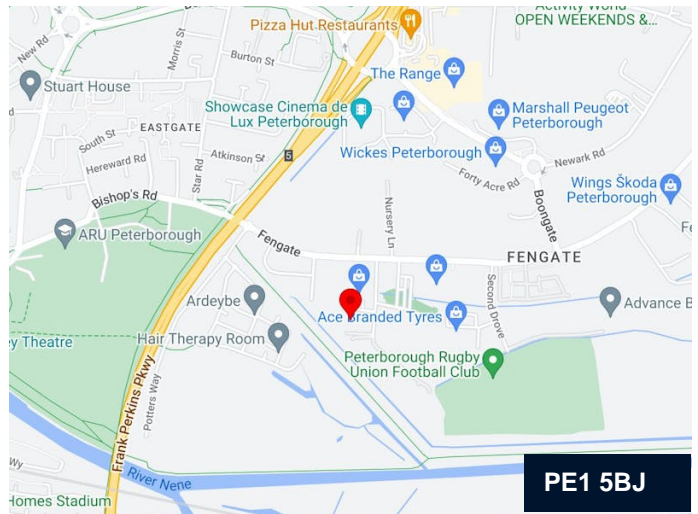 Activity World
OPEN WEEKENDS &...
Pizza Hut Restaurants
New Rd
Morris St
Burton St
The Range
Stuart House
Showcase Cinema de
Lux Peterborough
Marshall Peugeot
Peterborough
EASTGATE
South St
Star Rd
Atkinson St
5
Wickes Peterborough
Newark Rd
Hereward Rd
Forty Acre Rd
Wings Škoda
Peterborough
Bishop's Rd
Nursery Ln
Boongate
ARU Peterborough
Fengate
FENGATE
Fe
Second Drove
Ardeybe
Advance B
Ace Branded Tyres
ey Theatre
Hair Therapy Room
Peterborough Rugby
Union Football Club
Frank Perkins Pkwy
Potters Way
Wy
River Nene
PE1 5BJ
Homes Stadium